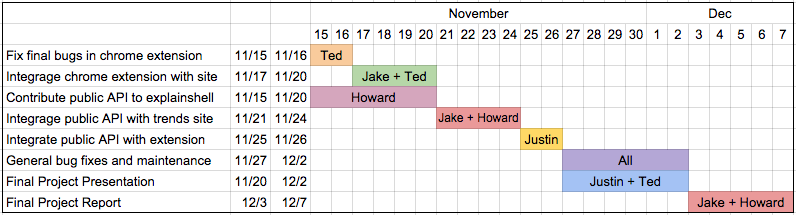 November Dec
15 16 17 18 19 20 21 22 23 24 25 26 27 28 29 30 1 2 3 4 5 6 7
Fix final bugs in chrome extension 11/15 11/16 Ted
Integrage chrome extension with site 11/17 11/20 Jake + Ted
Contribute public API to explainshell 11/15 11/20 Howard
Integrage public API with trends site 11/21 11/24 Jake + Howard
Integrate public API with extension 11/25 11/26 Justin
General bug fixes and maintenance 11/27 12/2 All
Final Project Presentation 11/20 12/2 Justin + Ted
Final Project Report 12/3 12/7 Jake + Howard